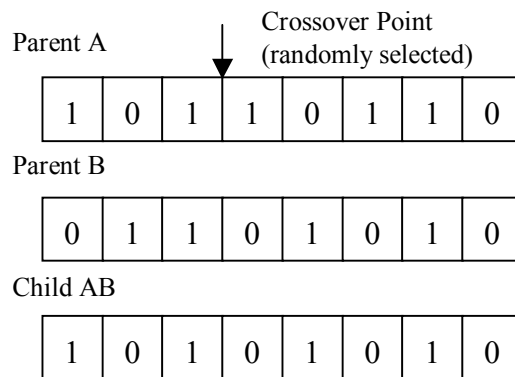 Crossover Point
(randomly selected)
Parent A
1 0 1 1 0 1 1 0
Parent B
0 1 1 0 1 0 1 0
Child AB
1 0 1 0 1 0 1 0